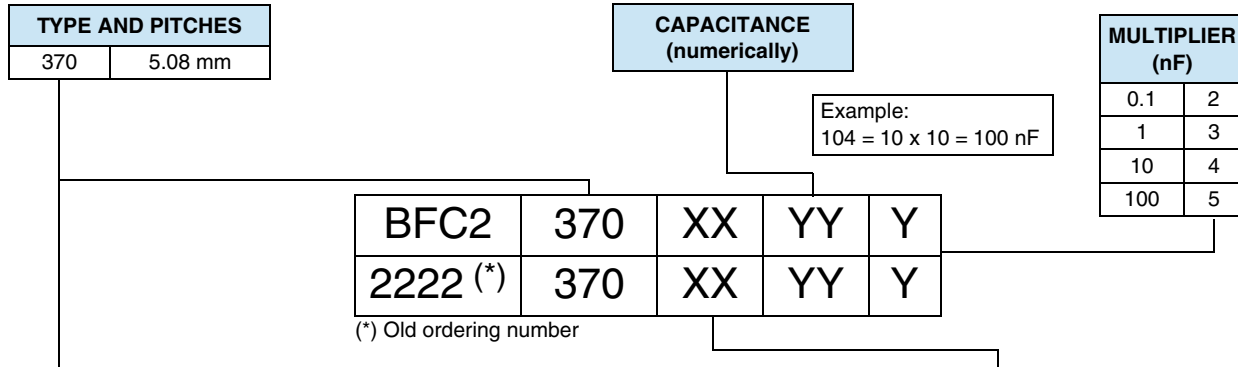 TYPE AND PITCHES
370 5.08 mm
CAPACITANCE
(numerically)
MULTIPLIER
(nF)
0.1 2
1 3
10 4
100 5
Example:
104 = 10 x 10 = 100 nF
BFC2 370 XX YY Y
2222 (*) 370 XX YY Y
(*) Old ordering number